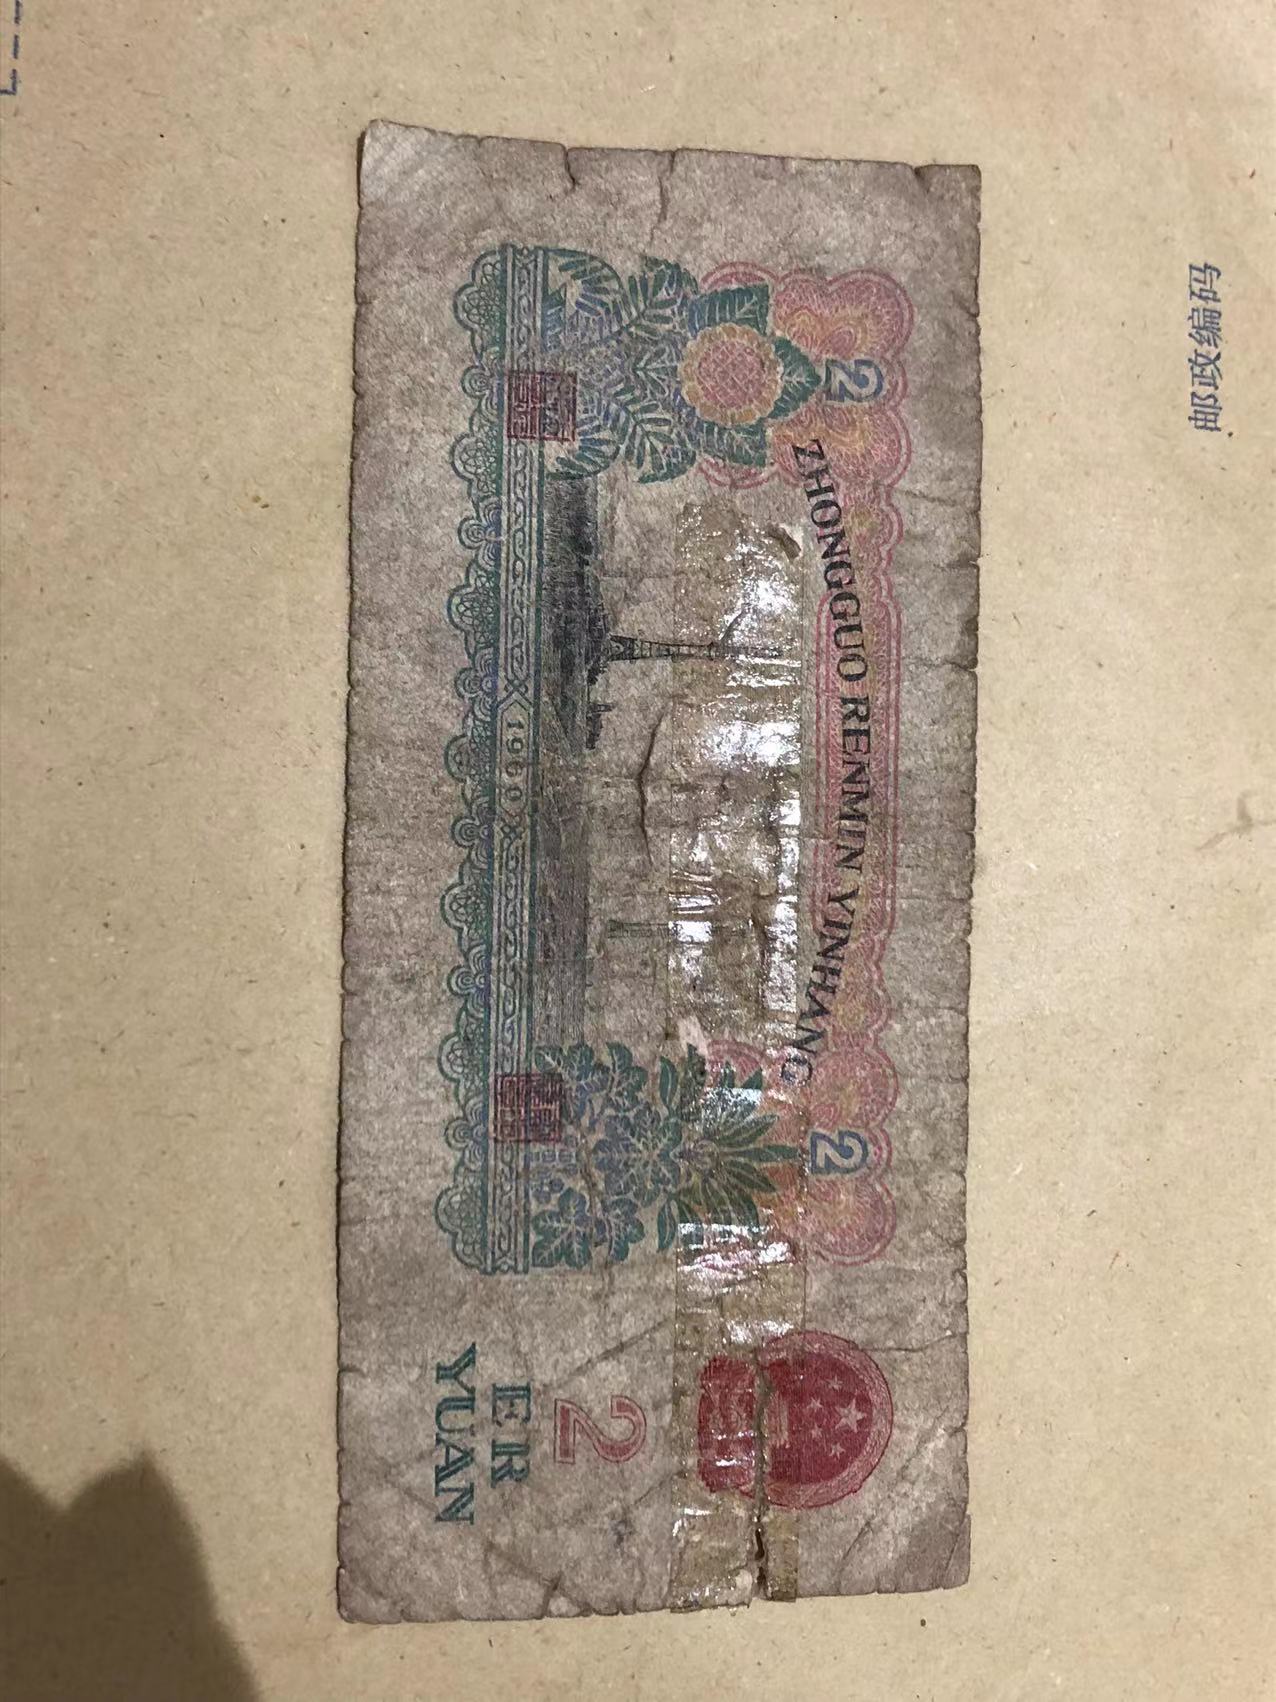 ZHONGGUO RENMIN YINHANG
2
2
2
ER
YUAN
1960
邮政编码